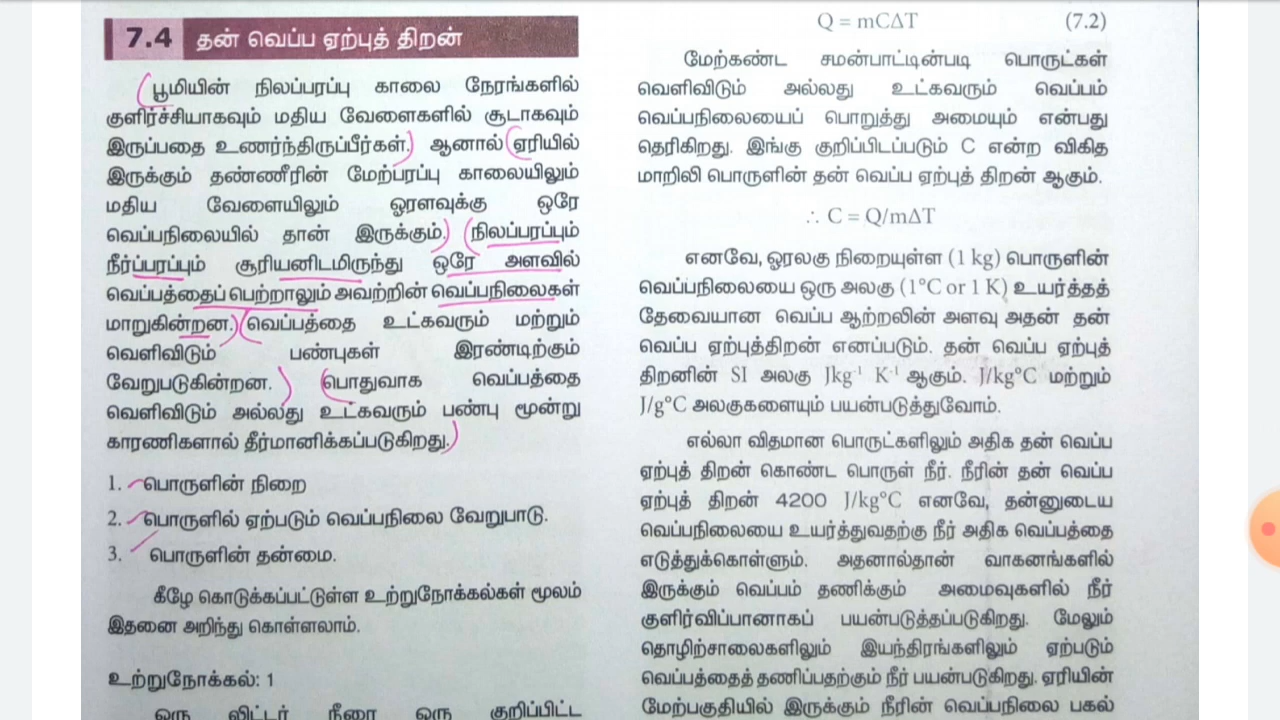 7.4 தன் வெப்ப ஏற்புத் திறன்
பூமியின் நிலப்பரப்பு காலை நேரங்களில்
குளிர்ச்சியாகவும் மதிய வேளைகளில் சூடாகவும்
இருப்பதை உணர்ந்திருப்பீர்கள். ஆனால் ஏரியில்
இருக்கும் தண்ணீரின் மேற்பரப்பு காலையிலும்
மதிய வேளையிலும் ஓரளவுக்கு ஒரே
வெப்பநிலையில் தான் இருக்கும். நிலப்பரப்பும்
நீர்ப்பரப்பும் சூரியனிடமிருந்து ஒரே அளவில்
வெப்பத்தைப் பெற்றாலும் அவற்றின் வெப்பநிலைகள்
மாறுகின்றன. வெப்பத்தை உட்கவரும் மற்றும்
வெளிவிடும் பண்புகள் இரண்டிற்கும்
வேறுபடுகின்றன. பொதுவாக வெப்பத்தை
வெளிவிடும் அல்லது உட்கவரும் பண்பு மூன்று
காரணிகளால் தீர்மானிக்கப்படுகிறது.
1. பொருளின் நிறை
2. பொருளில் ஏற்படும் வெப்பநிலை வேறுபாடு.
3. பொருளின் தன்மை.
கீழே கொடுக்கப்பட்டுள்ள உற்றுநோக்கல்கள் மூலம்
இதனை அறிந்து கொள்ளலாம்.
உற்றுநோக்கல்: 1
ஒரு லிட்டர் நீரை ஒரு குறிப்பிட்ட
Q = mCΔT (7.2)
மேற்கண்ட சமன்பாட்டின்படி பொருட்கள்
வெளிவிடும் அல்லது உட்கவரும் வெப்பம்
வெப்பநிலையைப் பொறுத்து அமையும் என்பது
தெரிகிறது. இங்கு குறிப்பிடப்படும் C என்ற விகித
மாறிலி பொருளின் தன் வெப்ப ஏற்புத் திறன் ஆகும்.
∴ C = Q/mΔT
எனவே, ஓரலகு நிறையுள்ள (1 kg) பொருளின்
வெப்பநிலையை ஒரு அலகு (1°C or 1 K) உயர்த்தத்
தேவையான வெப்ப ஆற்றலின் அளவு அதன் தன்
வெப்ப ஏற்புத்திறன் எனப்படும். தன் வெப்ப ஏற்புத்
திறனின் SI அலகு Jkg⁻¹ K⁻¹ ஆகும். J/kg°C மற்றும்
J/g°C அலகுகளையும் பயன்படுத்துவோம்.
எல்லா விதமான பொருட்களிலும் அதிக தன் வெப்ப
ஏற்புத் திறன் கொண்ட பொருள் நீர். நீரின் தன் வெப்ப
ஏற்புத் திறன் 4200 J/kg°C எனவே, தன்னுடைய
வெப்பநிலையை உயர்த்துவதற்கு நீர் அதிக வெப்பத்தை
எடுத்துக்கொள்ளும். அதனால்தான் வாகனங்களில்
இருக்கும் வெப்பம் தணிக்கும் அமைவுகளில் நீர்
குளிர்விப்பானாகப் பயன்படுத்தப்படுகிறது. மேலும்
தொழிற்சாலைகளிலும் இயந்திரங்களிலும் ஏற்படும்
வெப்பத்தைத் தணிப்பதற்கும் நீர் பயன்படுகிறது. ஏரியின்
மேற்பகுதியில் இருக்கும் நீரின் வெப்பநிலை பகல்